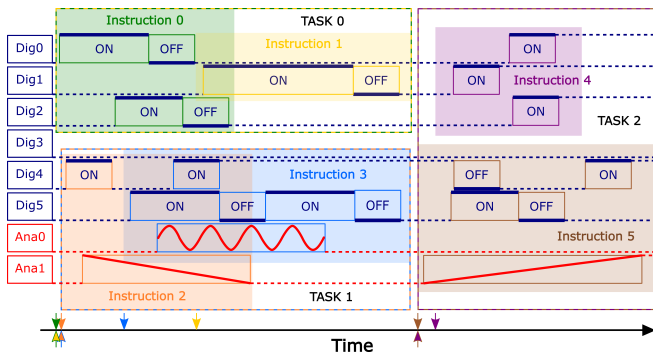 Instruction 0 TASK 0
Dig0 ON OFF Instruction 1 ON
Dig1 ON OFF ON Instruction 4
Dig2 ON OFF ON TASK 2
Dig3
Dig4 ON ON Instruction 3 OFF ON
Dig5 ON OFF ON OFF ON OFF
Ana0 Instruction 5
Ana1
Instruction 2 TASK 1
Time